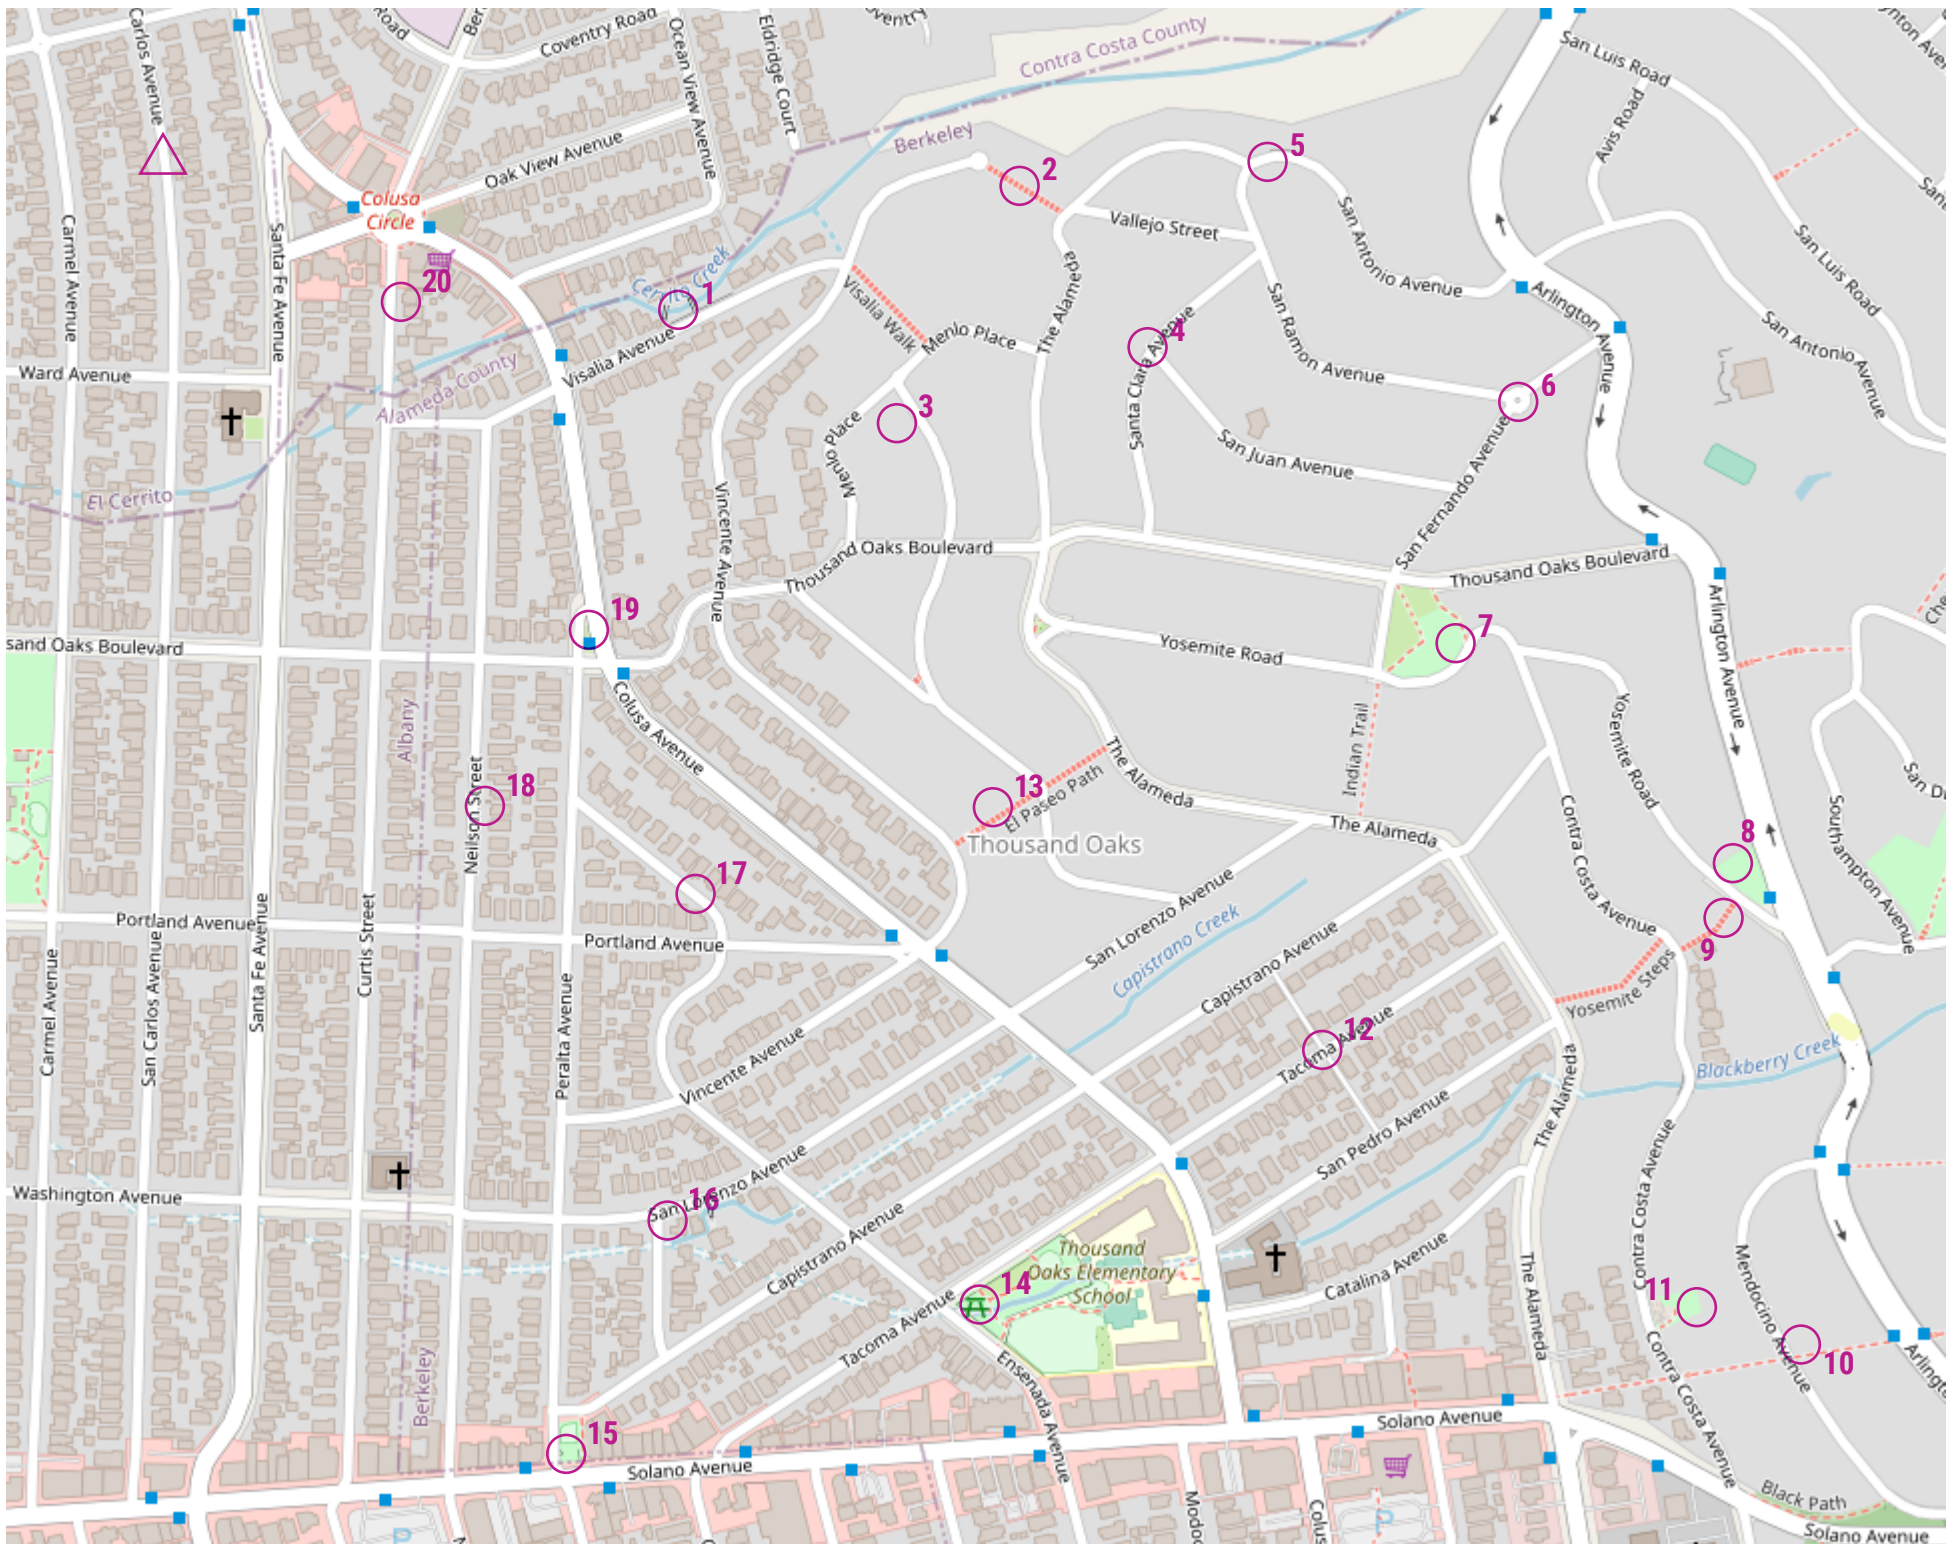 Carlos Avenue
Road
Coventry Road
Ocean View Avenue
Eldridge Court
Contra Costa County
Berkeley
San Luis Road
Avis Road
Oak View Avenue
Colusa
Circle
Carmel Avenue
Santa Fe Avenue
20
Cerrito Creek
1
2
5
Vallejo Street
San Antonio Avenue
San Luis Road
The Alameda
Visalia Walk
Menlo Place
4
Santa Clara Avenue
San Ramon Avenue
Arlington Avenue
San Antonio Avenue
Ward Avenue
Alameda County
Visalia Avenue
6
3
Menlo Place
San Juan Avenue
San Fernando Avenue
El Cerrito
Vincente Avenue
Thousand Oaks Boulevard
Thousand Oaks Boulevard
19
7
Yosemite Road
Arlington Avenue
sand Oaks Boulevard
Albany
Colusa Avenue
Indian Trail
Yosemite Road
18
Neilson Street
13
El Paseo Path
The Alameda
Thousand Oaks
The Alameda
Contra Costa Avenue
8
Southampton Avenue
17
Portland Avenue
Portland Avenue
San Lorenzo Avenue
Capistrano Creek
Capistrano Avenue
9
Yosemite Steps
Carmel Avenue
San Carlos Avenue
Santa Fe Avenue
Curtis Street
Peralta Avenue
Vincente Avenue
12
Tacoma Avenue
San Pedro Avenue
The Alameda
Blackberry Creek
Washington Avenue
16
San Lorenzo Avenue
Capistrano Avenue
Thousand
Oaks Elementary
School
14
Tacoma Avenue
Catalina Avenue
The Alameda
Contra Costa Avenue
11
Mendocino Avenue
10
Berkeley
15
Ensenada Avenue
Solano Avenue
Solano Avenue
Contra Costa Avenue
Black Path
Solano Avenue
P
P
Modo
Colus
Arlingt